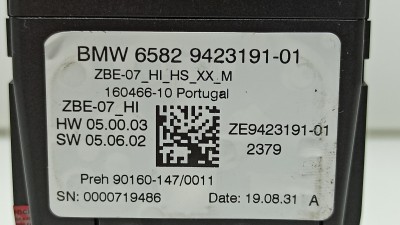 BMW 6582 9423191-01
ZBE-07_HI_HS_XX_M
160466-10 Portugal
ZBE-07_HI
HW 05.00.03
SW 05.06.02
ZE9423191-01
2379
Preh 90160-147/0011
SN: 0000719486 Date: 19.08.31 A